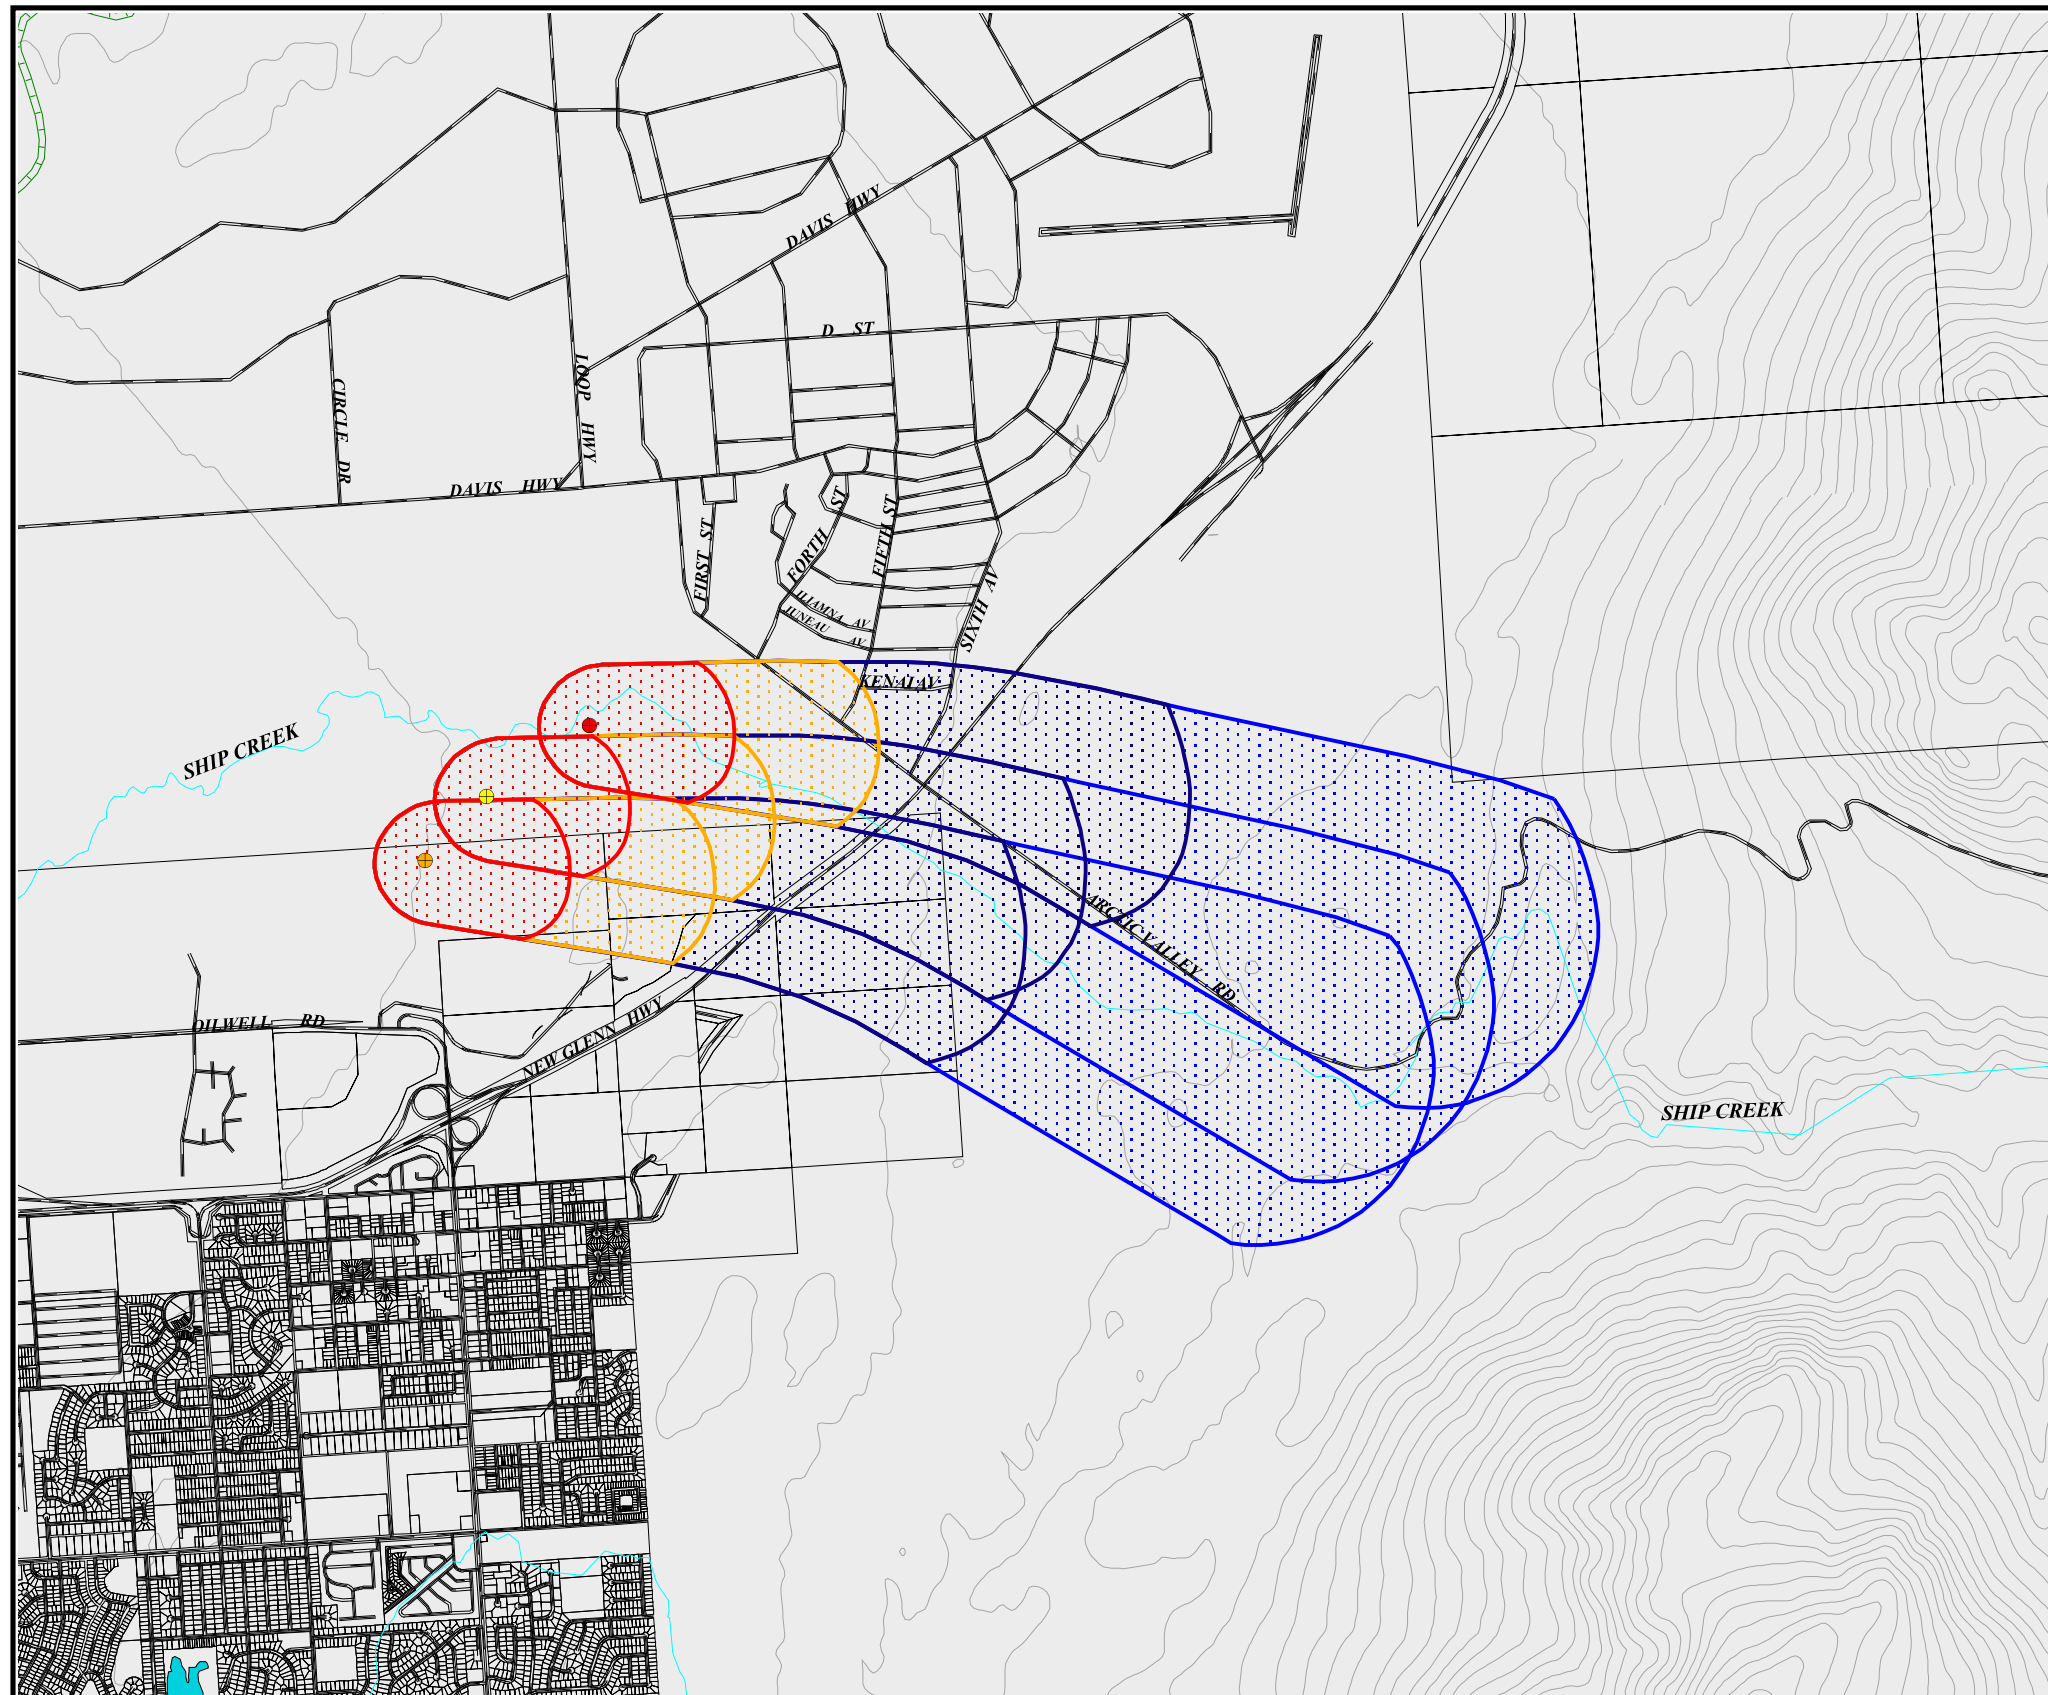 DAVIS HWY
D ST
LOOP HWY
CIRCLE DR
DAVIS HWY
FIRST ST
FORTH ST
FIFTH ST
SIXTH AV
ILIAMNA AV
JUNEAU AV
KENAI AV
SHIP CREEK
ARCTIC VALLEY RD
OILWELL RD
NEW GLENN HWY
SHIP CREEK